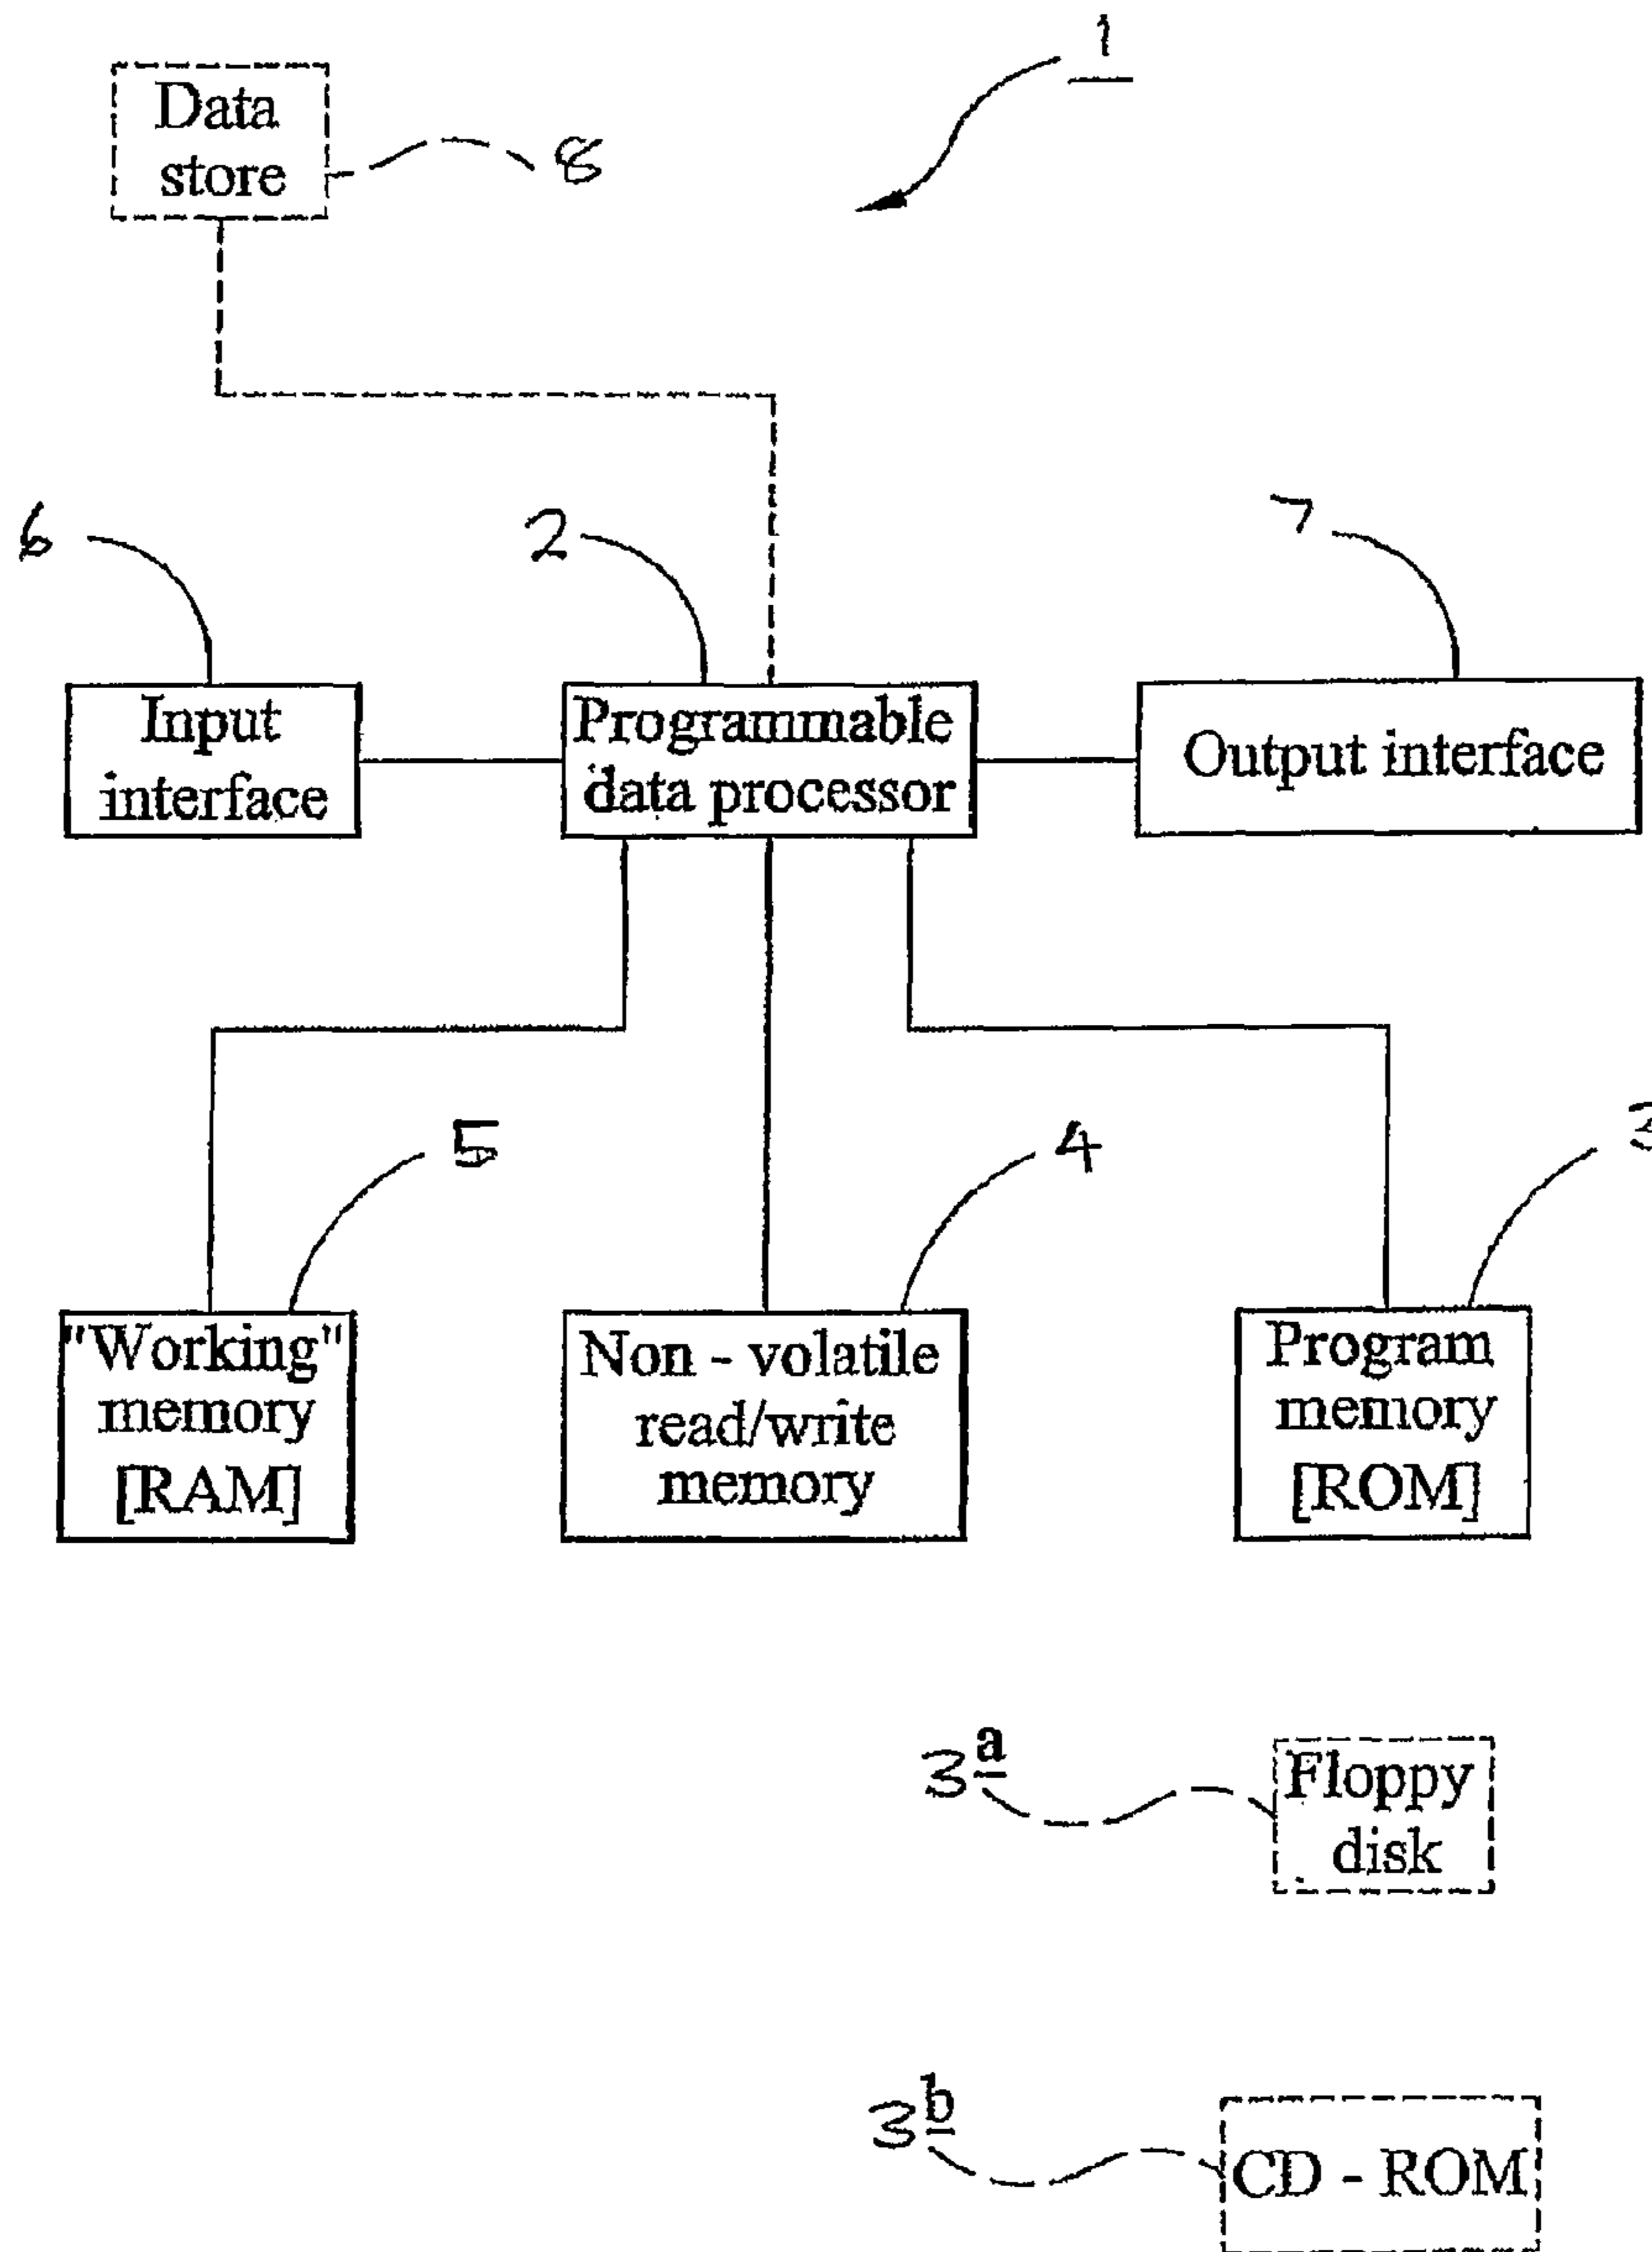 1
Data
store
8
6
2
7
Input
interface
Programmable
data processor
Output interface
5
4
3
"Working"
memory
[RAM]
Non - volatile
read/write
memory
Program
memory
[ROM]
3a
Floppy
disk
3b
CD - ROM